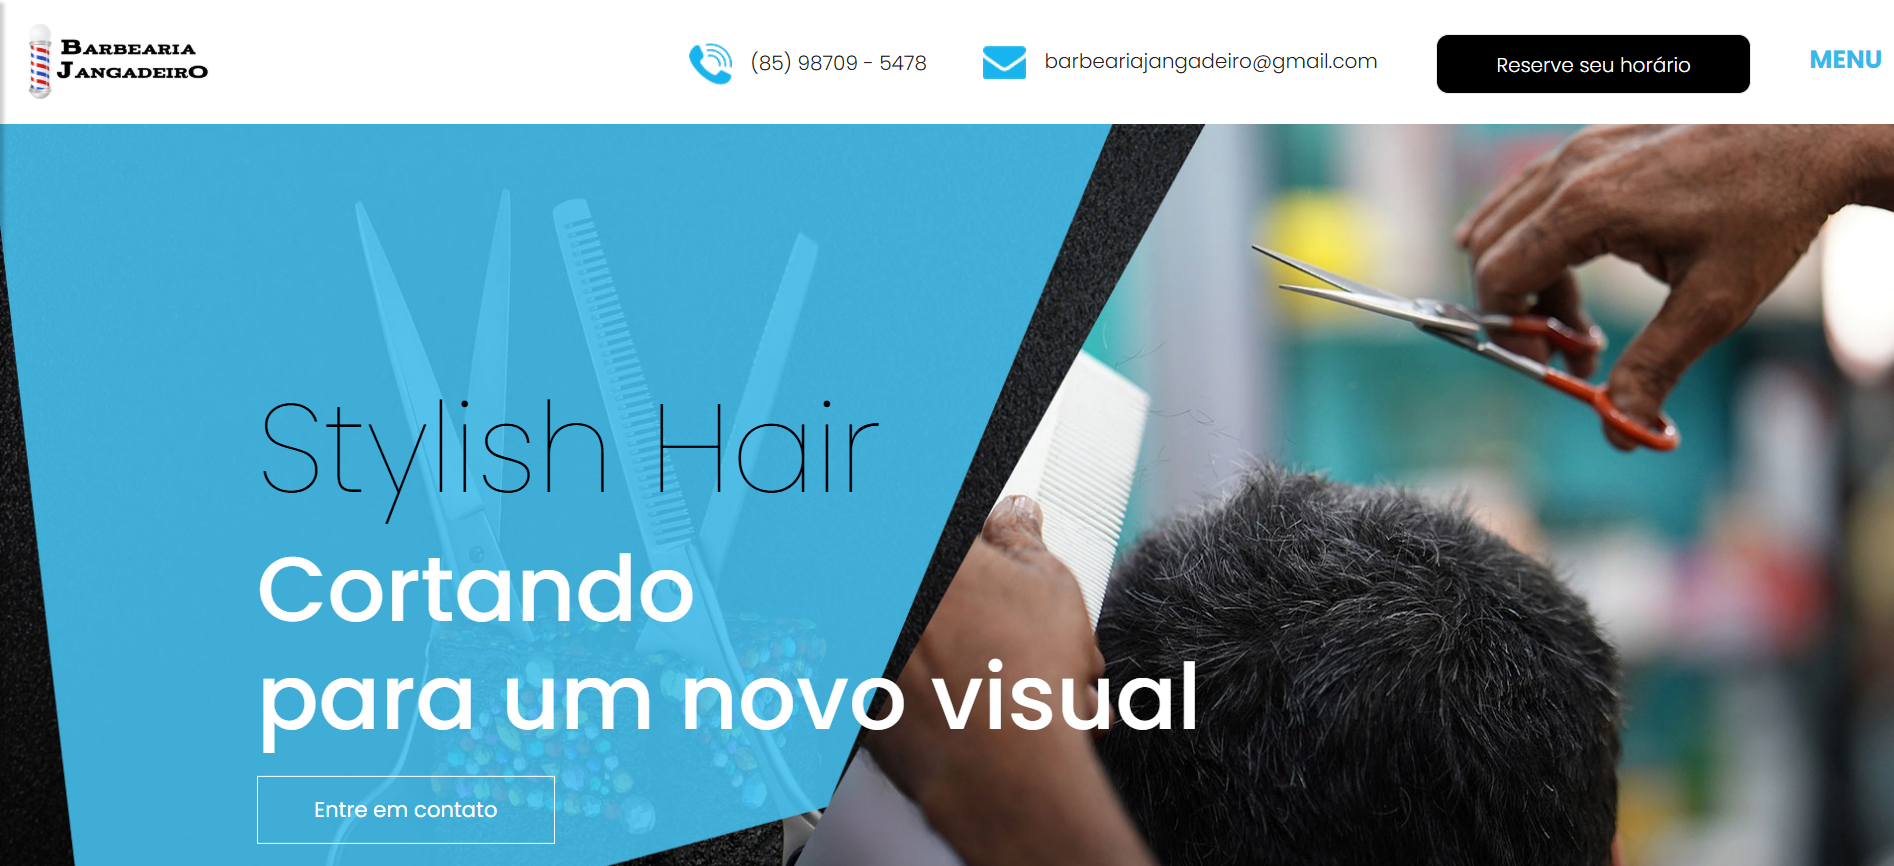 BARBEARIA
JANGADEIRO
(85) 98709 - 5478
barbeariajangadeiro@gmail.com
Reserve seu horário
MENU
Stylish Hair
Cortando
para um novo visual
Entre em contato